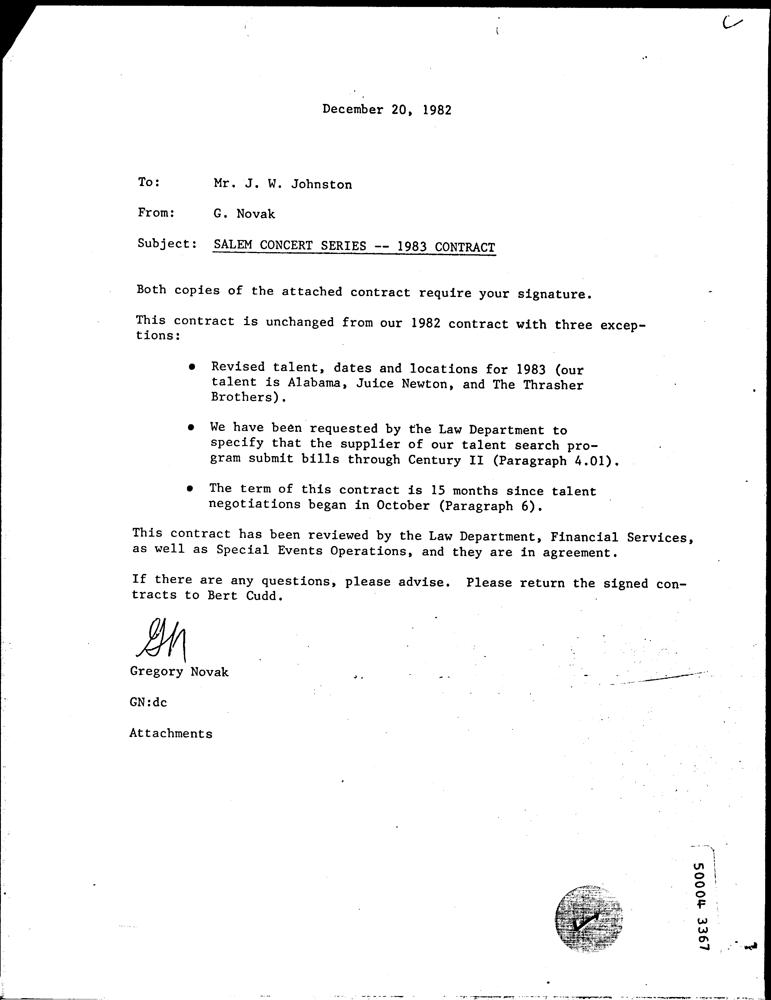 December 20, 1982
To: Mr. J. W. Johnston
From: G. Novak
Subject: SALEM CONCERT SERIES -- 1983 CONTRACT
Both copies of the attached contract require your signature.
This contract is unchanged from our 1982 contract with three excep-
tions:
● Revised talent, dates and locations for 1983 (our
talent is Alabama, Juice Newton, and The Thrasher
Brothers).
● We have been requested by the Law Department to
specify that the supplier of our talent search pro-
gram submit bills through Century II (Paragraph 4.01).
● The term of this contract is 15 months since talent
negotiations began in October (Paragraph 6).
This contract has been reviewed by the Law Department, Financial Services,
as well as Special Events Operations, and they are in agreement.
If there are any questions, please advise. Please return the signed con-
tracts to Bert Cudd.
GN
Gregory Novak
GN:dc
Attachments
50004 3367